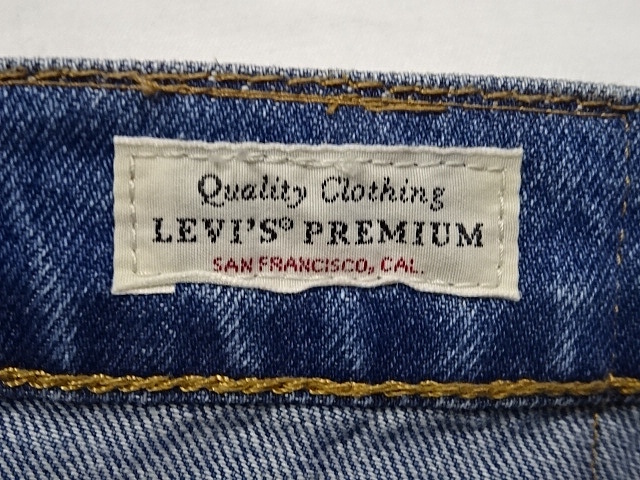 Quality Clothing
LEVI'S® PREMIUM
SAN FRANCISCO, CAL.